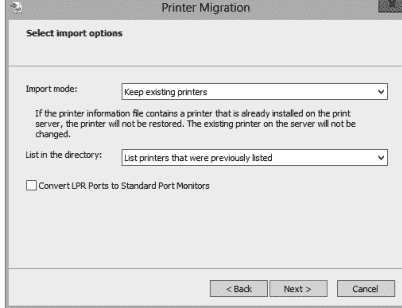 Printer Migration
Select import options
Import mode:
Keep existing printers
If the printer information file contains a printer that is already installed on the print
server, the printer will not be restored. The existing printer on the server will not be
changed.
List in the directory:
List printers that were previously listed
Convert LPR Ports to Standard Port Monitors
< Back
Next >
Cancel